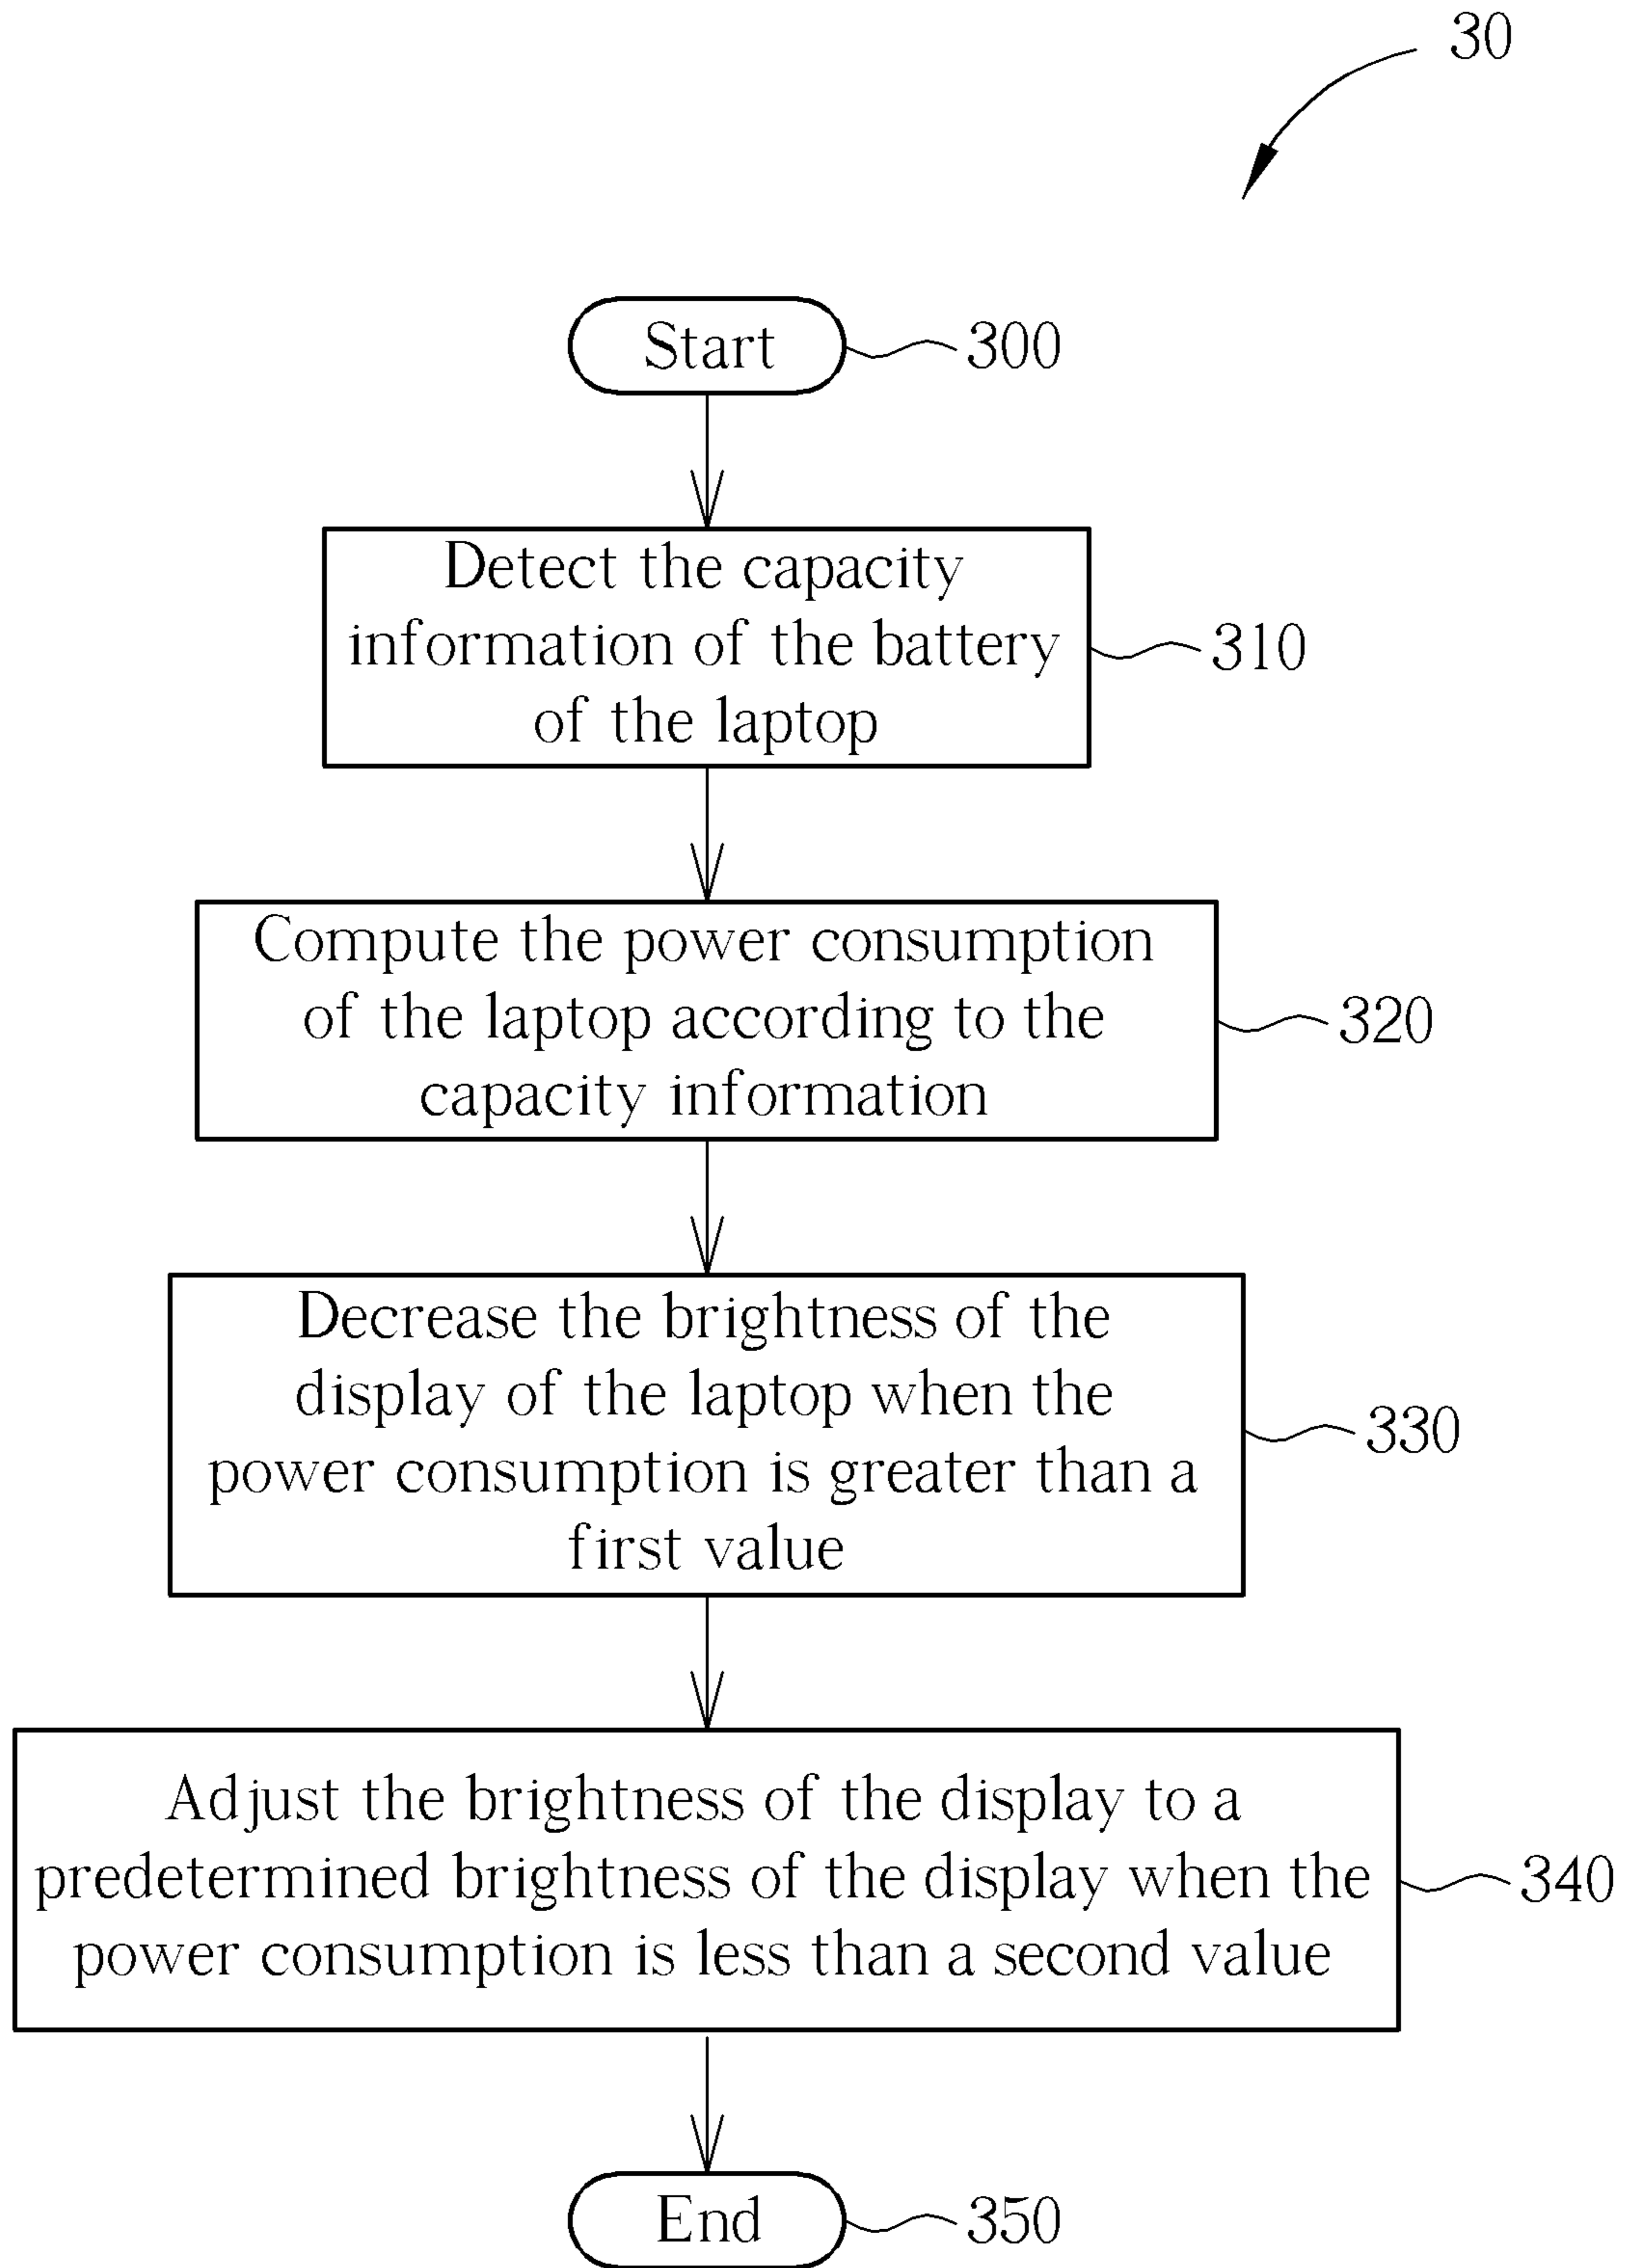 30
Start
300
Detect the capacity
information of the battery
of the laptop
310
Compute the power consumption
of the laptop according to the
capacity information
320
Decrease the brightness of the
display of the laptop when the
power consumption is greater than a
first value
330
Adjust the brightness of the display to a
predetermined brightness of the display when the
power consumption is less than a second value
340
End
350